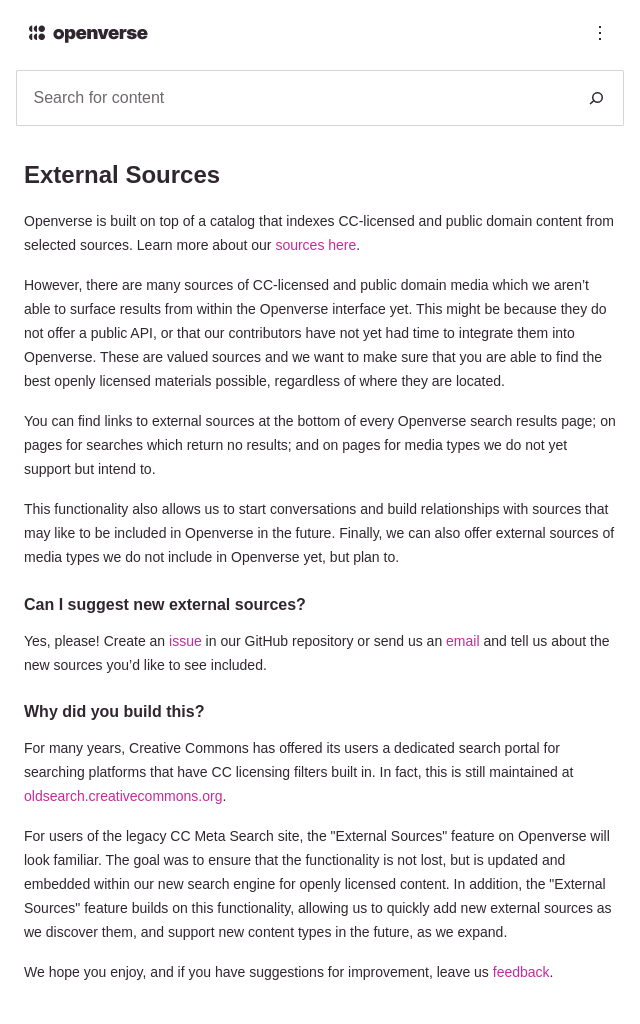 openverse
Search for content
External Sources
Openverse is built on top of a catalog that indexes CC-licensed and public domain content from
selected sources. Learn more about our sources here.
However, there are many sources of CC-licensed and public domain media which we aren’t
able to surface results from within the Openverse interface yet. This might be because they do
not offer a public API, or that our contributors have not yet had time to integrate them into
Openverse. These are valued sources and we want to make sure that you are able to find the
best openly licensed materials possible, regardless of where they are located.
You can find links to external sources at the bottom of every Openverse search results page; on
pages for searches which return no results; and on pages for media types we do not yet
support but intend to.
This functionality also allows us to start conversations and build relationships with sources that
may like to be included in Openverse in the future. Finally, we can also offer external sources of
media types we do not include in Openverse yet, but plan to.
Can I suggest new external sources?
Yes, please! Create an issue in our GitHub repository or send us an email and tell us about the
new sources you’d like to see included.
Why did you build this?
For many years, Creative Commons has offered its users a dedicated search portal for
searching platforms that have CC licensing filters built in. In fact, this is still maintained at
oldsearch.creativecommons.org.
For users of the legacy CC Meta Search site, the "External Sources" feature on Openverse will
look familiar. The goal was to ensure that the functionality is not lost, but is updated and
embedded within our new search engine for openly licensed content. In addition, the "External
Sources" feature builds on this functionality, allowing us to quickly add new external sources as
we discover them, and support new content types in the future, as we expand.
We hope you enjoy, and if you have suggestions for improvement, leave us feedback.